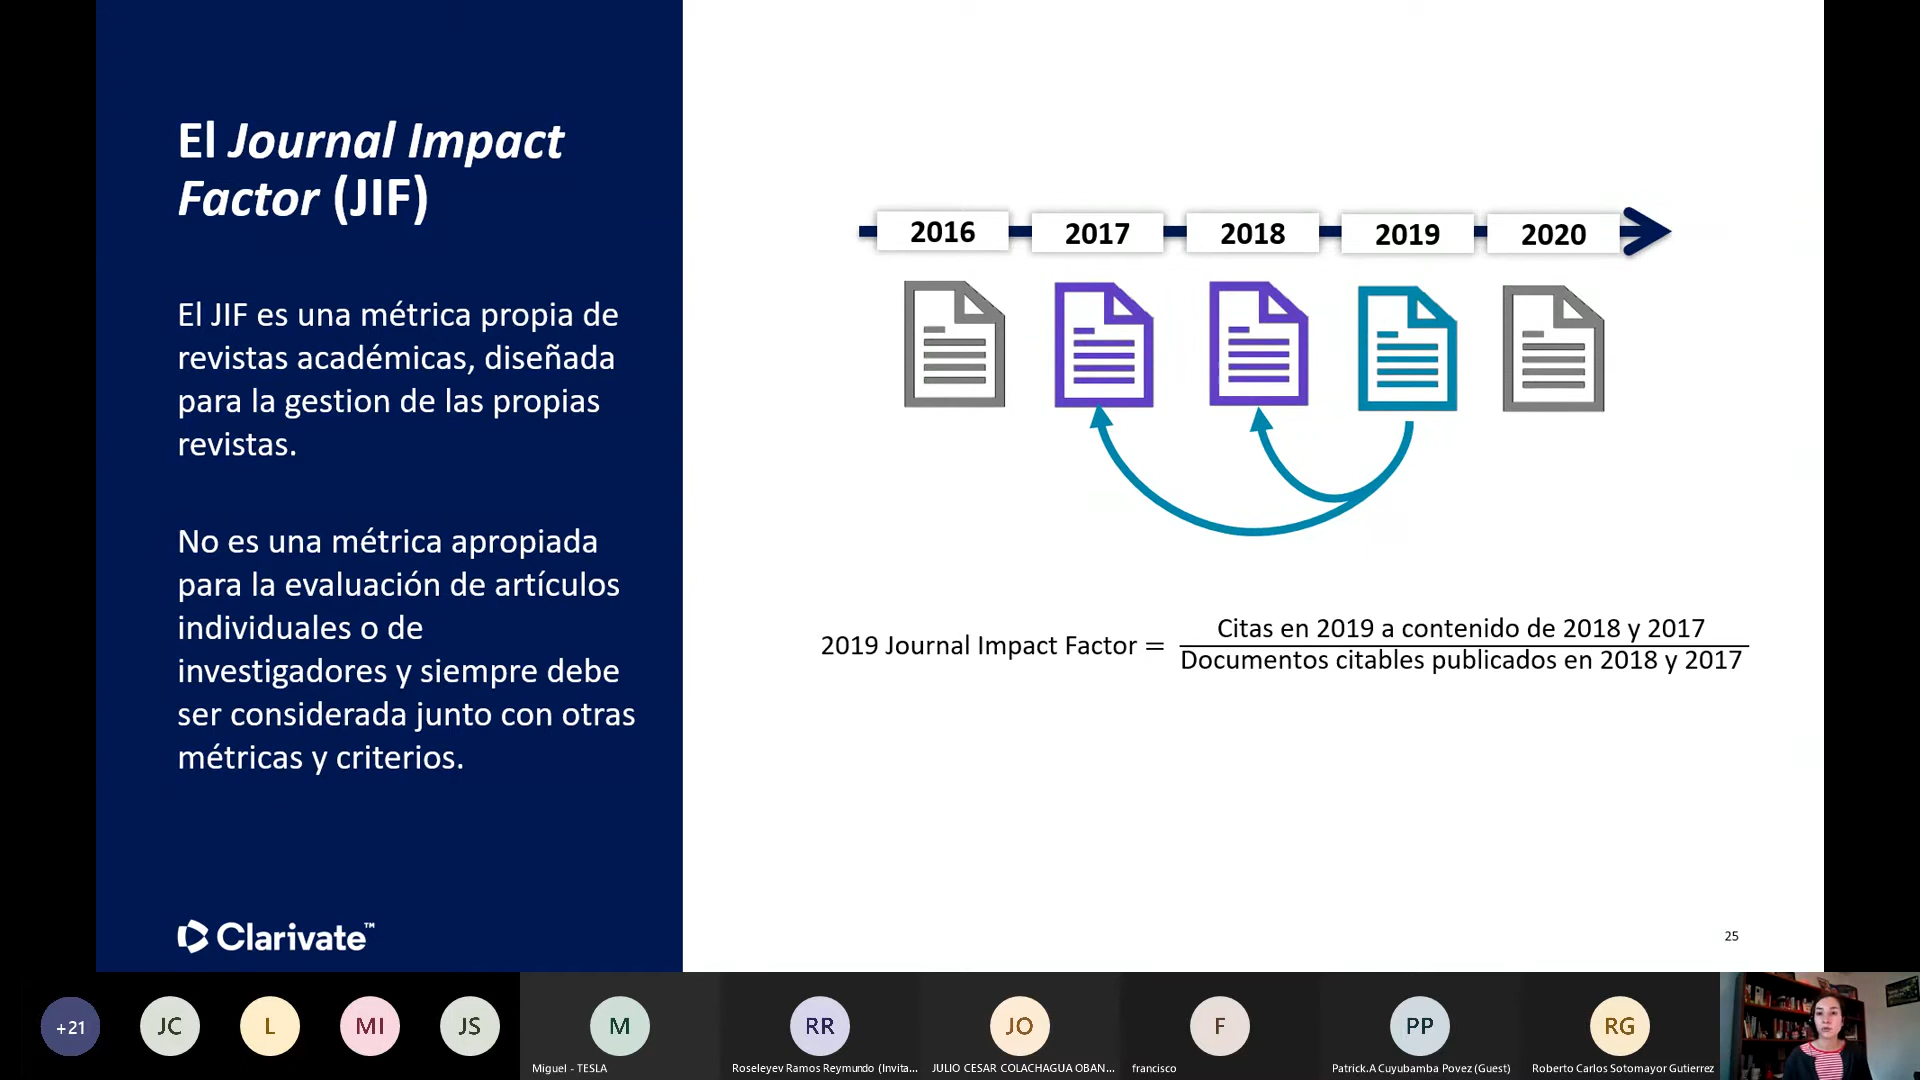 El Journal Impact
Factor (JIF)
El JIF es una métrica propia de
revistas académicas, diseñada
para la gestion de las propias
revistas.
No es una métrica apropiada
para la evaluación de artículos
individuales o de
investigadores y siempre debe
ser considerada junto con otras
métricas y criterios.
Clarivate™
2016 2017 2018 2019 2020
2019 Journal Impact Factor =
Citas en 2019 a contenido de 2018 y 2017
Documentos citables publicados en 2018 y 2017
25
+21 JC L MI JS M RR JO F PP RG
Miguel - TESLA
Roseleyev Ramos Reymundo (Invita...
JULIO CESAR COLACHAGUA OBAN...
francisco
Patrick.A Cuyubamba Povez (Guest)
Roberto Carlos Sotomayor Gutierrez